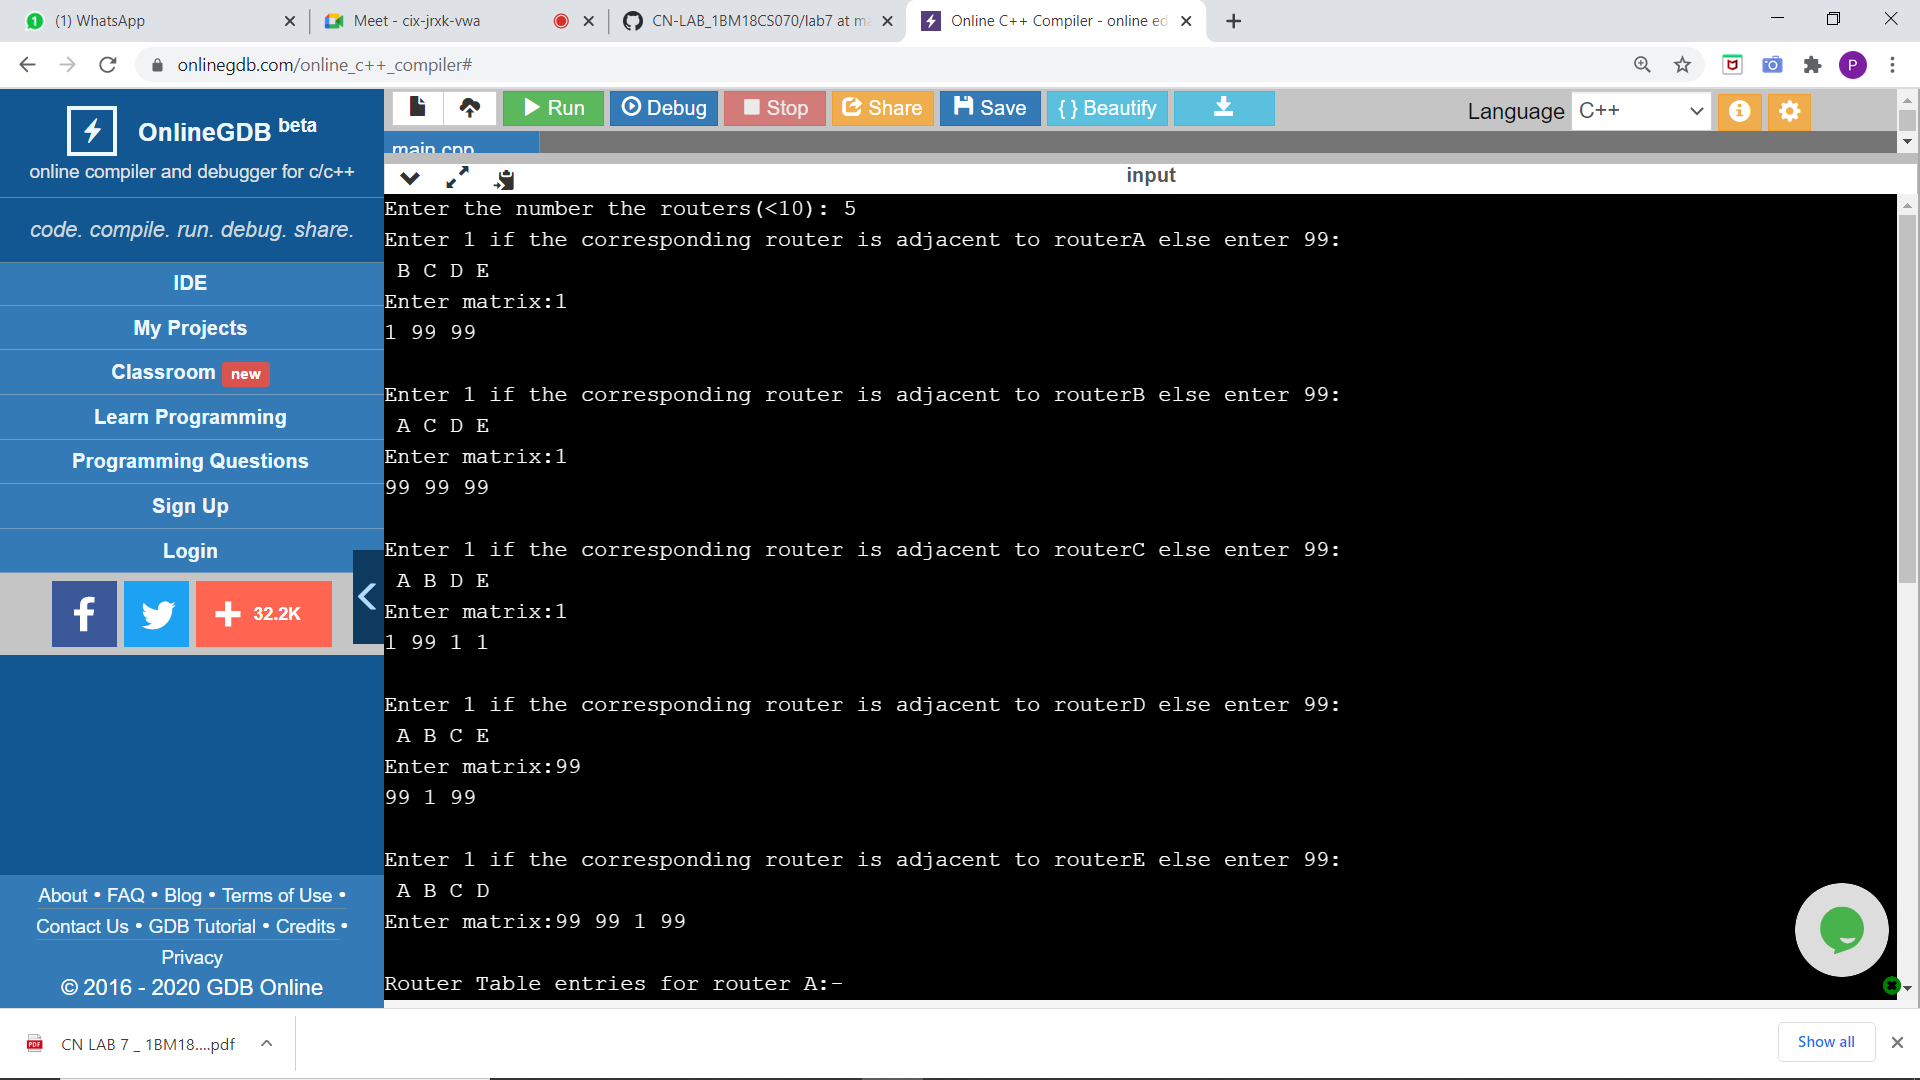 (1) WhatsApp
Meet - cix-jrxk-vwa
CN-LAB_1BM18CS070/lab7 at ma
Online C++ Compiler - online ed
onlinegdb.com/online_c++_compiler#
P
OnlineGDB beta
online compiler and debugger for c/c++
code. compile. run. debug. share.
IDE
My Projects
Classroom new
Learn Programming
Programming Questions
Sign Up
Login
f
32.2K
About • FAQ • Blog • Terms of Use •
Contact Us • GDB Tutorial • Credits •
Privacy
© 2016 - 2020 GDB Online
Run
Debug
Stop
Share
Save
{ } Beautify
Language C++
main.cpp
input
Enter the number the routers(<10): 5
Enter 1 if the corresponding router is adjacent to routerA else enter 99:
B C D E
Enter matrix:1
1 99 99
Enter 1 if the corresponding router is adjacent to routerB else enter 99:
A C D E
Enter matrix:1
99 99 99
Enter 1 if the corresponding router is adjacent to routerC else enter 99:
A B D E
Enter matrix:1
1 99 1 1
Enter 1 if the corresponding router is adjacent to routerD else enter 99:
A B C E
Enter matrix:99
99 1 99
Enter 1 if the corresponding router is adjacent to routerE else enter 99:
A B C D
Enter matrix:99 99 1 99
Router Table entries for router A:-
PDF
CN LAB 7 _ 1BM18....pdf
Show all